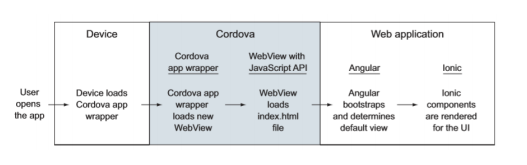 Device
Cordova
Web application
Cordova
app wrapper
WebView with
JavaScript API
Angular
Ionic
User
opens
the app
Device loads
Cordova app
wrapper
Cordova app
wrapper
loads new
WebView
WebView
loads
index.html
file
Angular
bootstraps
and determines
default view
Ionic
components
are rendered
for the UI